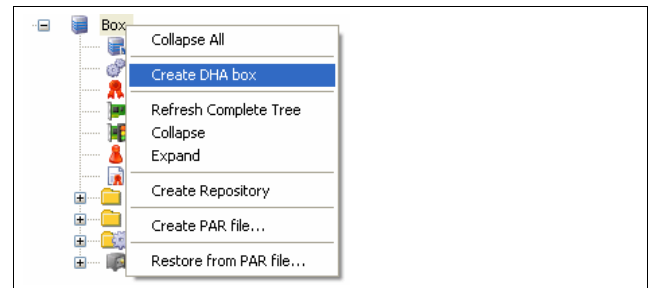 Box
Collapse All
Create DHA box
Refresh Complete Tree
Collapse
Expand
Create Repository
Create PAR file...
Restore from PAR file...